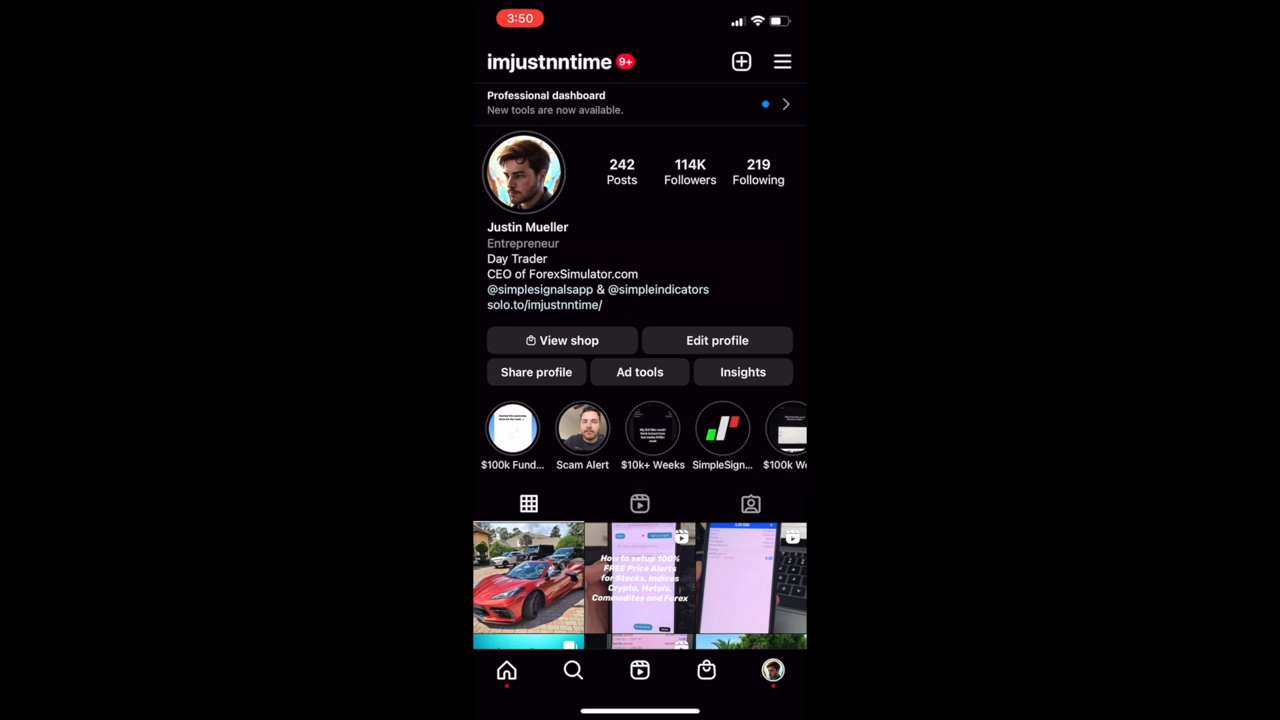 3:50
imjustnntime 9+
Professional dashboard
New tools are now available.
242 114K 219
Posts Followers Following
Justin Mueller
Entrepreneur
Day Trader
CEO of ForexSimulator.com
@simplesignalsapp & @simpleindicators
solo.to/imjustnntime/
View shop Edit profile
Share profile Ad tools Insights
$100k Fund... Scam Alert $10k+ Weeks SimpleSign... $100k We
How to setup 100%
FREE Price Alerts
for Stocks, Indices
Crypto, Metals,
Commodites and Forex